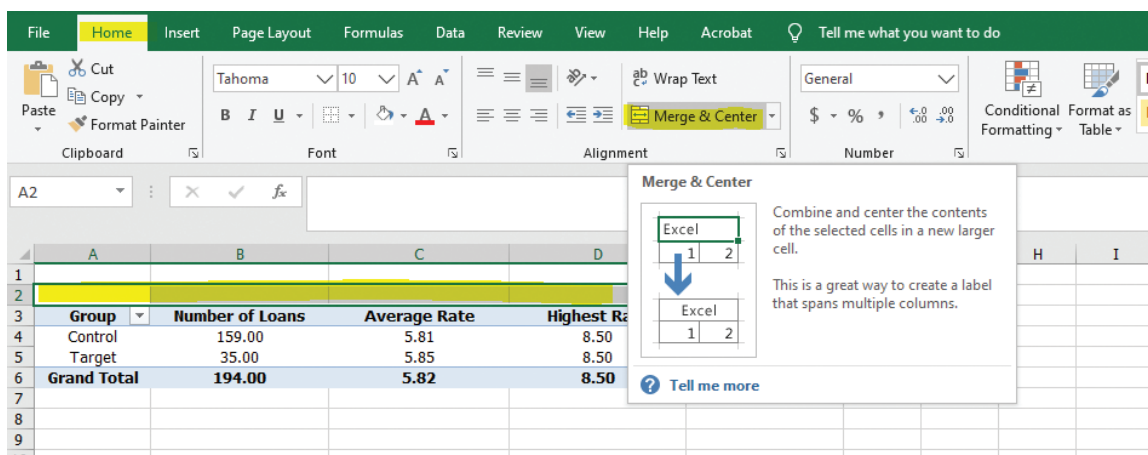 File Home Insert Page Layout Formulas Data Review View Help Acrobat Tell me what you want to do
Cut
Copy
Format Painter
Paste
Clipboard
Tahoma 10 A A
B I U A
Font
ab Wrap Text
Merge & Center
Alignment
General
$ % , .00 .00
Number
Conditional Formatting
Format as Table
A2 fx
Merge & Center
Excel
1 2
Excel
1 2
Combine and center the contents
of the selected cells in a new larger
cell.
This is a great way to create a label
that spans multiple columns.
Tell me more
A B C D H I
1
2
3 Group Number of Loans Average Rate Highest Ra
4 Control 159.00 5.81 8.50
5 Target 35.00 5.85 8.50
6 Grand Total 194.00 5.82 8.50
7
8
9